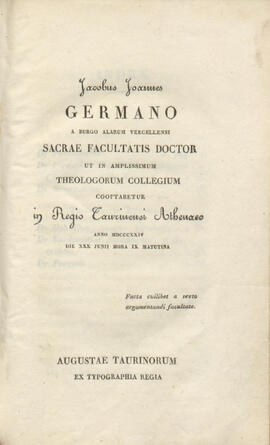 Jacobus Joannes
GERMANO
A BURGO ALARUM VERCELLENSI
SACRAE FACULTATIS DOCTOR
UT IN AMPLISSIMUM
THEOLOGORUM COLLEGIUM
COOPTARETUR
in Regio Taurinensi Athenaeo
ANNO MDCCCXXIV
DIE XXX JUNII HORA IX MATUTINA
Facta cuilibet a sexto
argumentandi facultate.
AUGUSTAE TAURINORUM
EX TYPOGRAPHIA REGIA